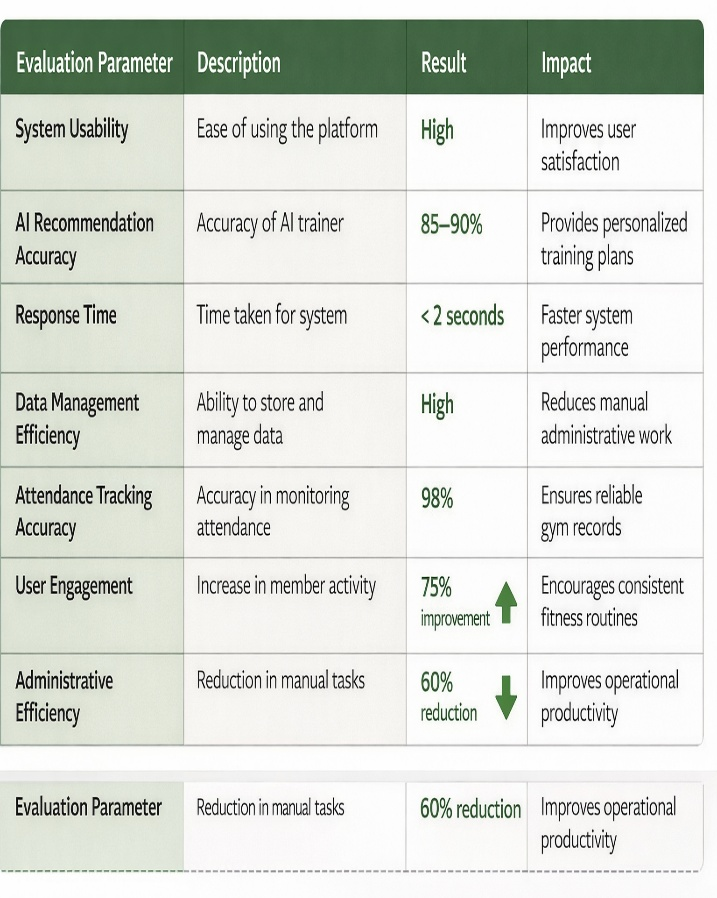 Evaluation Parameter Description Result Impact
System Usability Ease of using the platform High Improves user
satisfaction
AI Recommendation Accuracy of AI trainer 85–90% Provides personalized
Accuracy training plans
Response Time Time taken for system < 2 seconds Faster system
performance
Data Management Ability to store and High Reduces manual
Efficiency manage data administrative work
Attendance Tracking Accuracy in monitoring 98% Ensures reliable
Accuracy attendance gym records
User Engagement Increase in member activity 75% Encourages consistent
improvement fitness routines
Administrative Reduction in manual tasks 60% Improves operational
Efficiency reduction productivity
Evaluation Parameter Reduction in manual tasks 60% reduction Improves operational
productivity